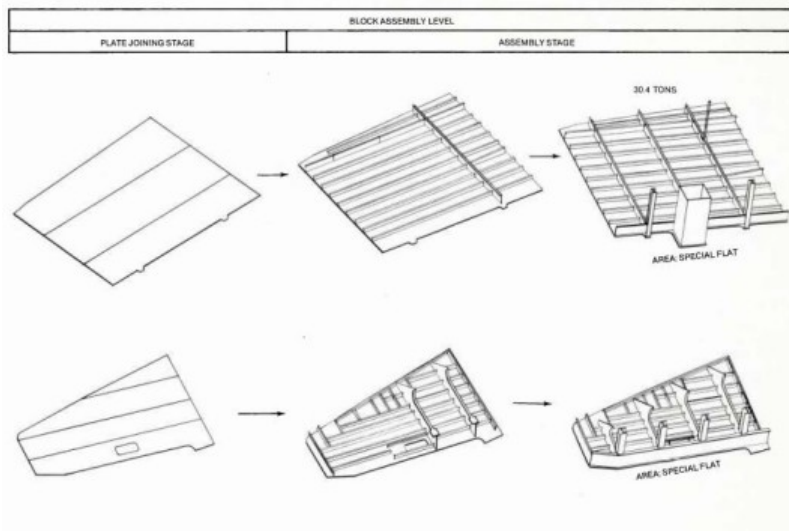 BLOCK ASSEMBLY LEVEL
PLATE JOINING STAGE
ASSEMBLY STAGE
30.4 TONS
AREA: SPECIAL FLAT
AREA: SPECIAL FLAT